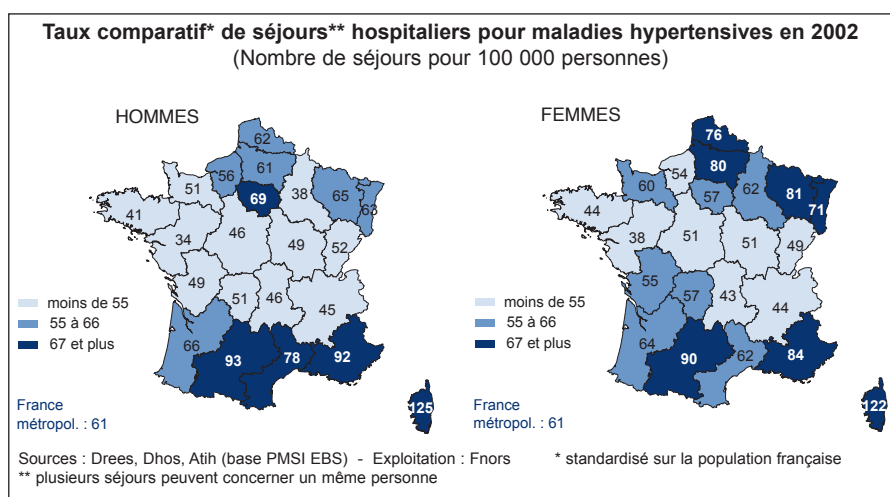 Taux comparatif* de séjours** hospitaliers pour maladies hypertensives en 2002
(Nombre de séjours pour 100 000 personnes)
HOMMES
62
56
61
51
69
38
65
63
41
34
46
49
52
49
51
46
45
66
93
78
92
125
moins de 55
55 à 66
67 et plus
France
métropol. : 61
FEMMES
76
80
54
60
57
62
81
71
44
38
51
51
49
55
57
43
44
64
90
62
84
122
moins de 55
55 à 66
67 et plus
France
métropol. : 61
Sources : Drees, Dhos, Atih (base PMSI EBS) - Exploitation : Fnors * standardisé sur la population française
** plusieurs séjours peuvent concerner un même personne